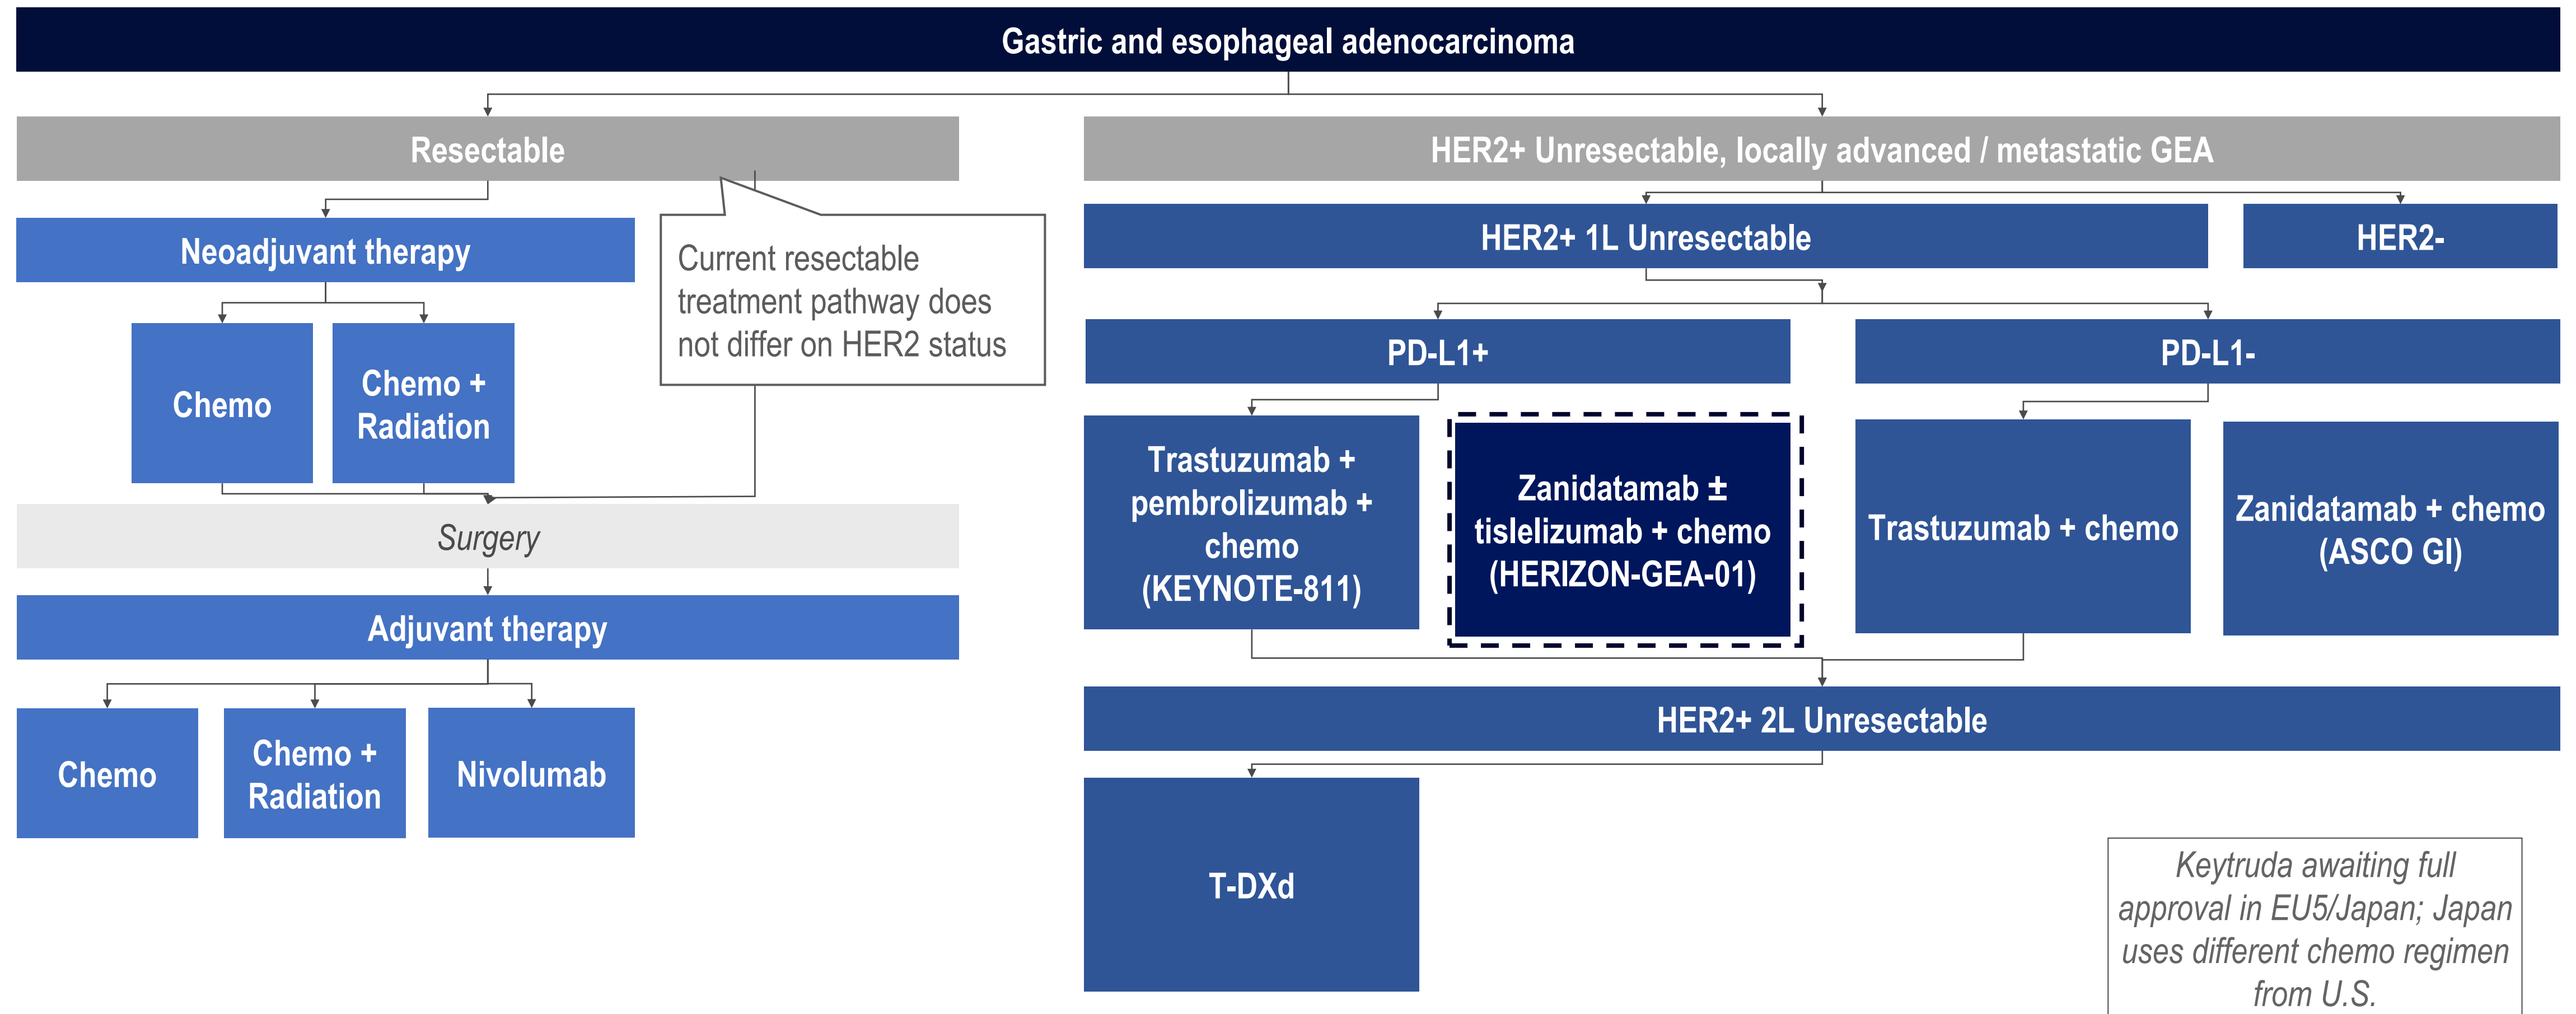 Gastric and esophageal adenocarcinoma
Resectable
HER2+ Unresectable, locally advanced / metastatic GEA
Neoadjuvant therapy
Current resectable
treatment pathway does
not differ on HER2 status
Chemo
Chemo +
Radiation
Surgery
Adjuvant therapy
Chemo
Chemo +
Radiation
Nivolumab
HER2+ 1L Unresectable
HER2-
PD-L1+
PD-L1-
Trastuzumab +
pembrolizumab +
chemo
(KEYNOTE-811)
Zanidatamab ±
tislelizumab + chemo
(HERIZON-GEA-01)
Trastuzumab + chemo
Zanidatamab + chemo
(ASCO GI)
HER2+ 2L Unresectable
T-DXd
Keytruda awaiting full
approval in EU5/Japan; Japan
uses different chemo regimen
from U.S.